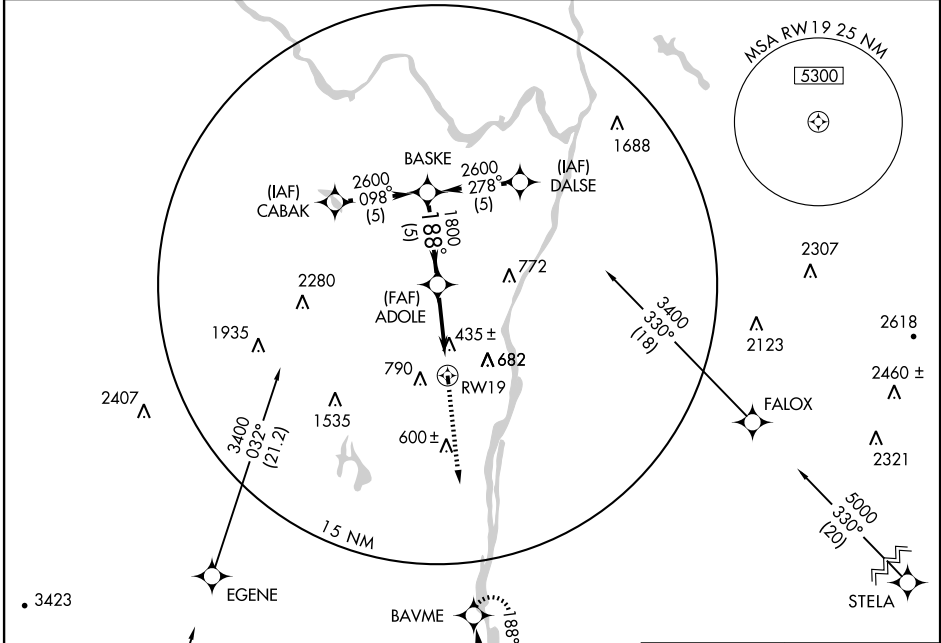 MSA RW19 25 NM
5300
1688
BASKE
(IAF)
DALSE
2600
278°
(5)
2600
098°
(5)
(IAF)
CABAK
1800
188°
(5)
772
2307
2280
(FAF)
ADOLE
3400
330°
(18)
2123
2618
1935
435 ±
682
790
RW19
2460 ±
2407
1535
FALOX
3400
032°
(21.2)
600 ±
2321
5000
330°
(20)
15 NM
EGENE
STELA
3423
BAVME
188°